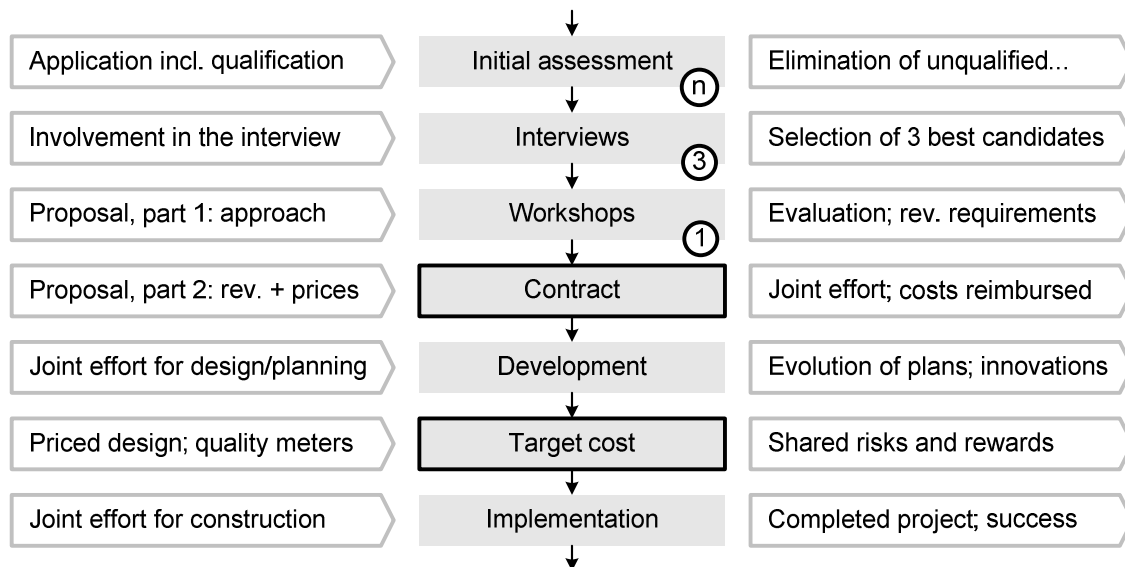 Application incl. qualification
Initial assessment
Elimination of unqualified...
n
Involvement in the interview
Interviews
Selection of 3 best candidates
3
Proposal, part 1: approach
Workshops
Evaluation; rev. requirements
1
Proposal, part 2: rev. + prices
Contract
Joint effort; costs reimbursed
Joint effort for design/planning
Development
Evolution of plans; innovations
Priced design; quality meters
Target cost
Shared risks and rewards
Joint effort for construction
Implementation
Completed project; success